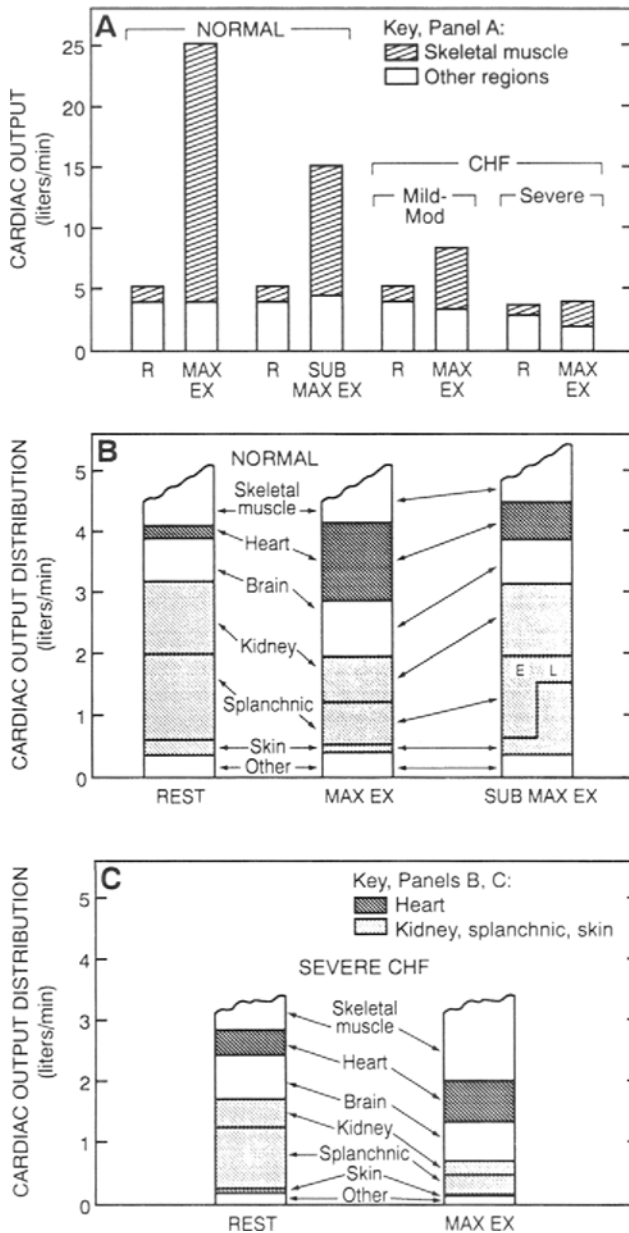 A
NORMAL
Key, Panel A:
Skeletal muscle
Other regions
CHF
Mild-
Mod
Severe
CARDIAC OUTPUT
(liters/min)
25
20
15
10
5
0
R
MAX
EX
R
SUB
MAX EX
R
MAX
EX
R
MAX
EX
B
NORMAL
CARDIAC OUTPUT DISTRIBUTION
(liters/min)
5
4
3
2
1
0
Skeletal
muscle
Heart
Brain
Kidney
Splanchnic
Skin
Other
E L
REST
MAX EX
SUB MAX EX
C
Key, Panels B, C:
Heart
Kidney, splanchnic, skin
SEVERE CHF
CARDIAC OUTPUT DISTRIBUTION
(liters/min)
5
4
3
2
1
0
Skeletal
muscle
Heart
Brain
Kidney
Splanchnic
Skin
Other
REST
MAX EX